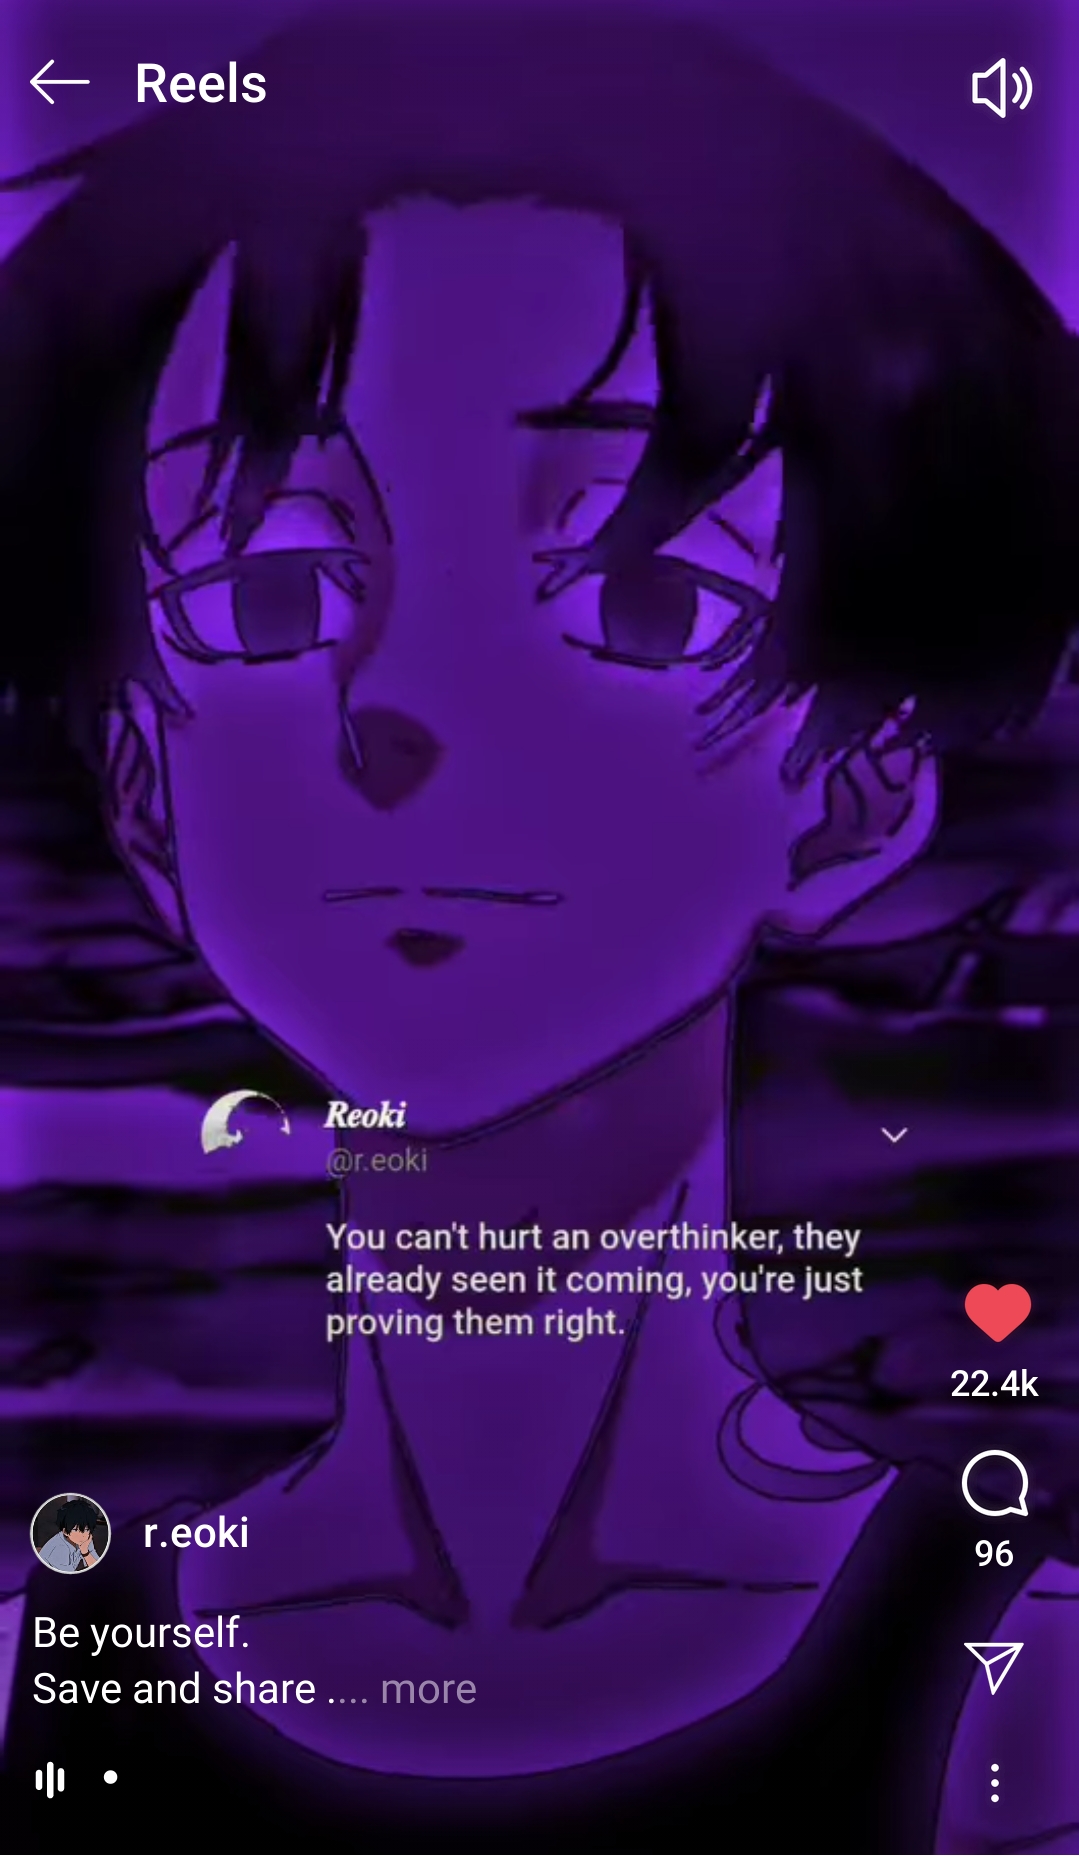 Reels
Reoki
@r.eoki
You can't hurt an overthinker, they
already seen it coming, you're just
proving them right.
22.4k
96
r.eoki
Be yourself.
Save and share .... more